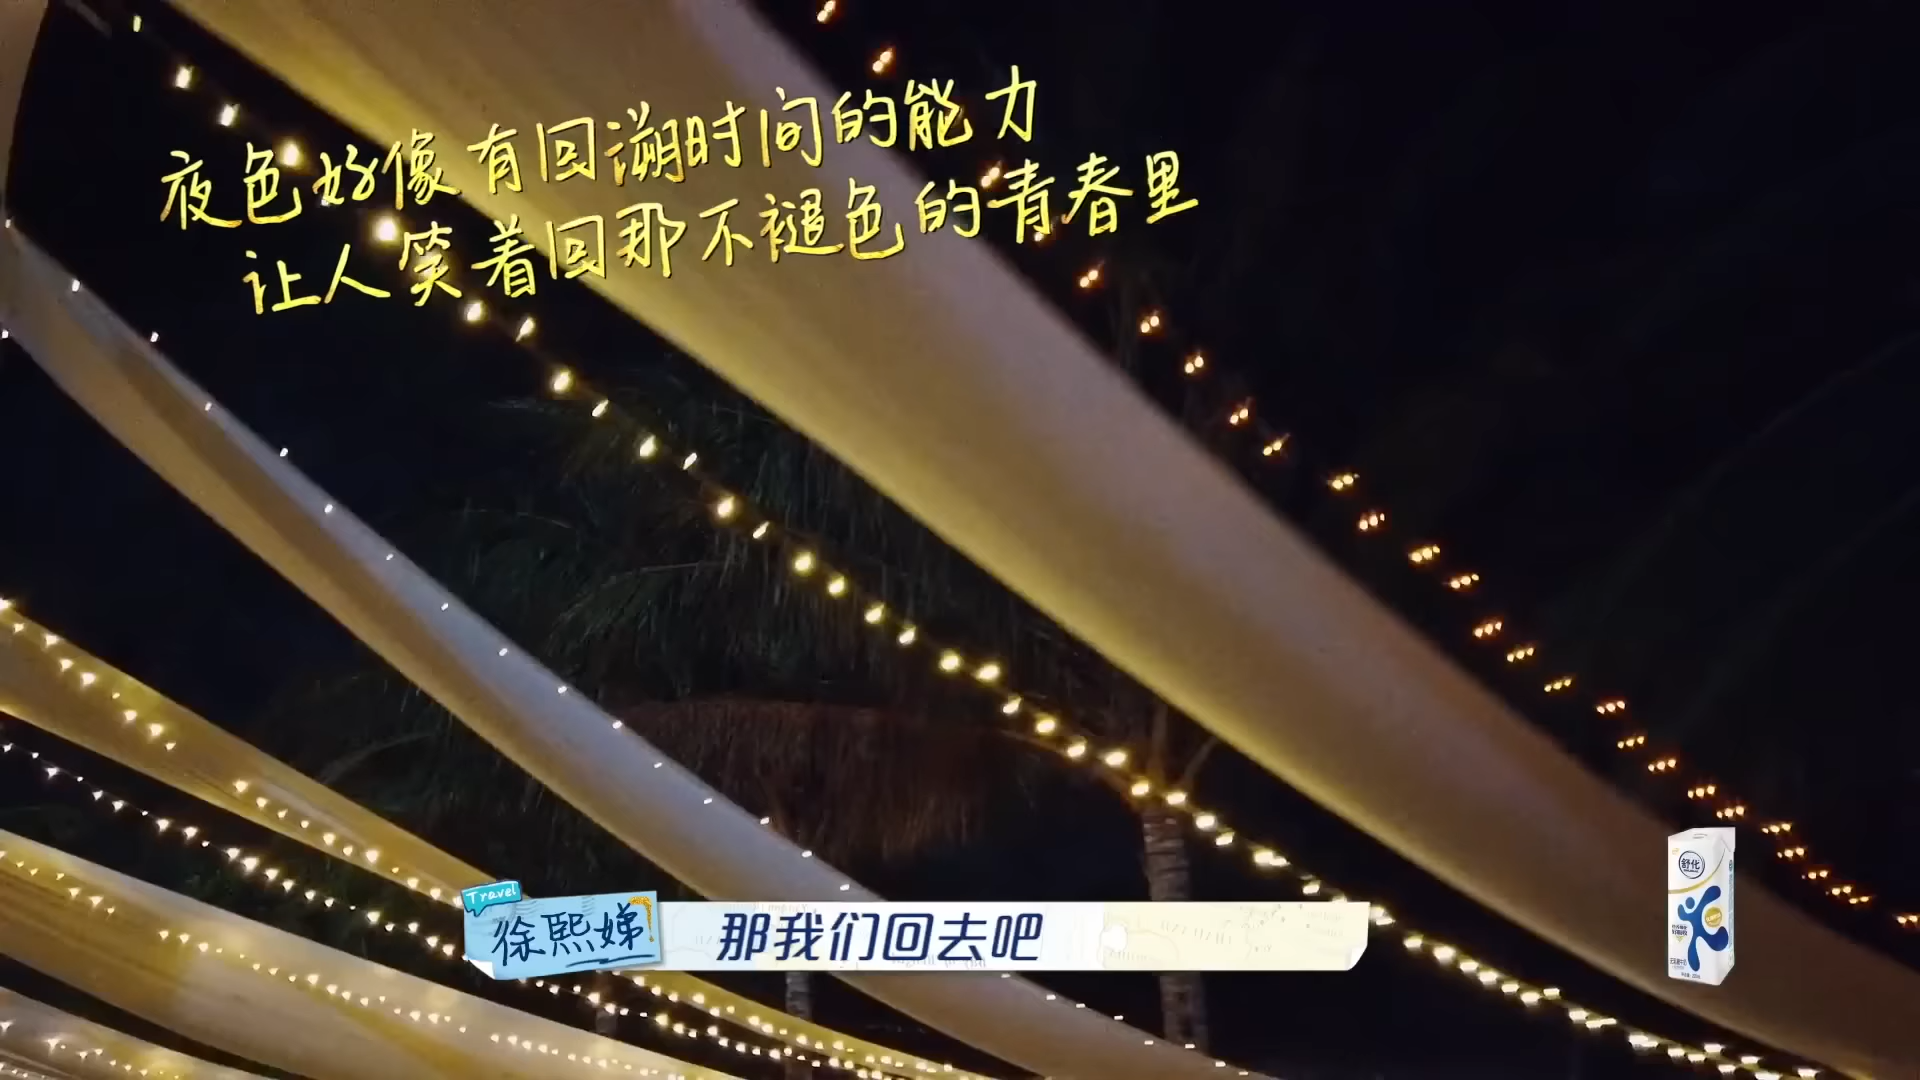 夜色好像有回溯时间的能力
让人笑着回那不褪色的青春里
Travel
徐熙娣
那我们回去吧
舒化